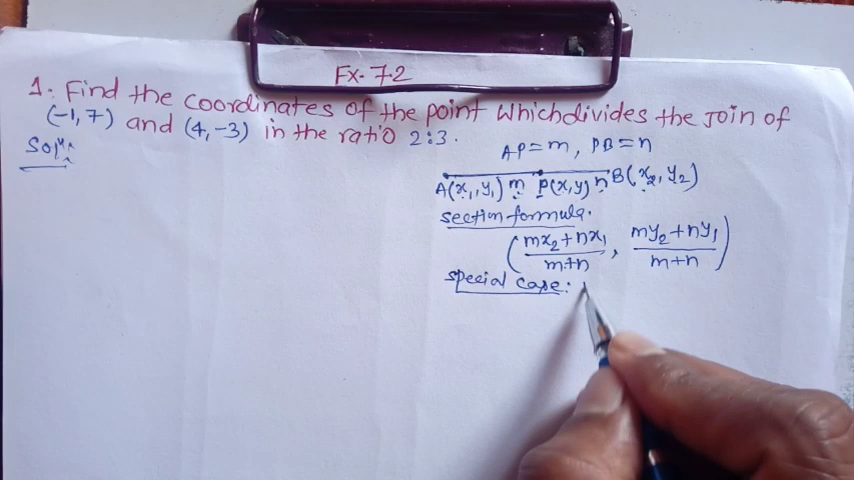 Ex-7.2
1. Find the coordinates of the point which divides the join of
(-1, 7) and (4, -3) in the ratio 2:3.
Soln:
AP = m, PB = n
A(x₁, y₁) m P(x, y) n B(x₂, y₂)
section formula.
(mx₂+nx₁/m+n, my₂+ny₁/m+n)
special case: